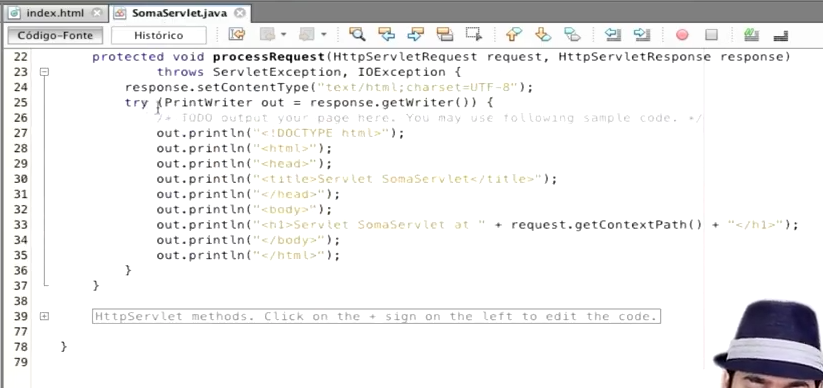 index.html SomaServlet.java
Código-Fonte Histórico
22 protected void processRequest(HttpServletRequest request, HttpServletResponse response)
23 throws ServletException, IOException {
24 response.setContentType("text/html;charset=UTF-8");
25 try (PrintWriter out = response.getWriter()) {
26 /* TODO output your page here. You may use following sample code. */
27 out.println("<!DOCTYPE html>");
28 out.println("<html>");
29 out.println("<head>");
30 out.println("<title>Servlet SomaServlet</title>");
31 out.println("</head>");
32 out.println("<body>");
33 out.println("<h1>Servlet SomaServlet at " + request.getContextPath() + "</h1>");
34 out.println("</body>");
35 out.println("</html>");
36 }
37 }
38
39 HttpServlet methods. Click on the + sign on the left to edit the code.
77
78 }
79